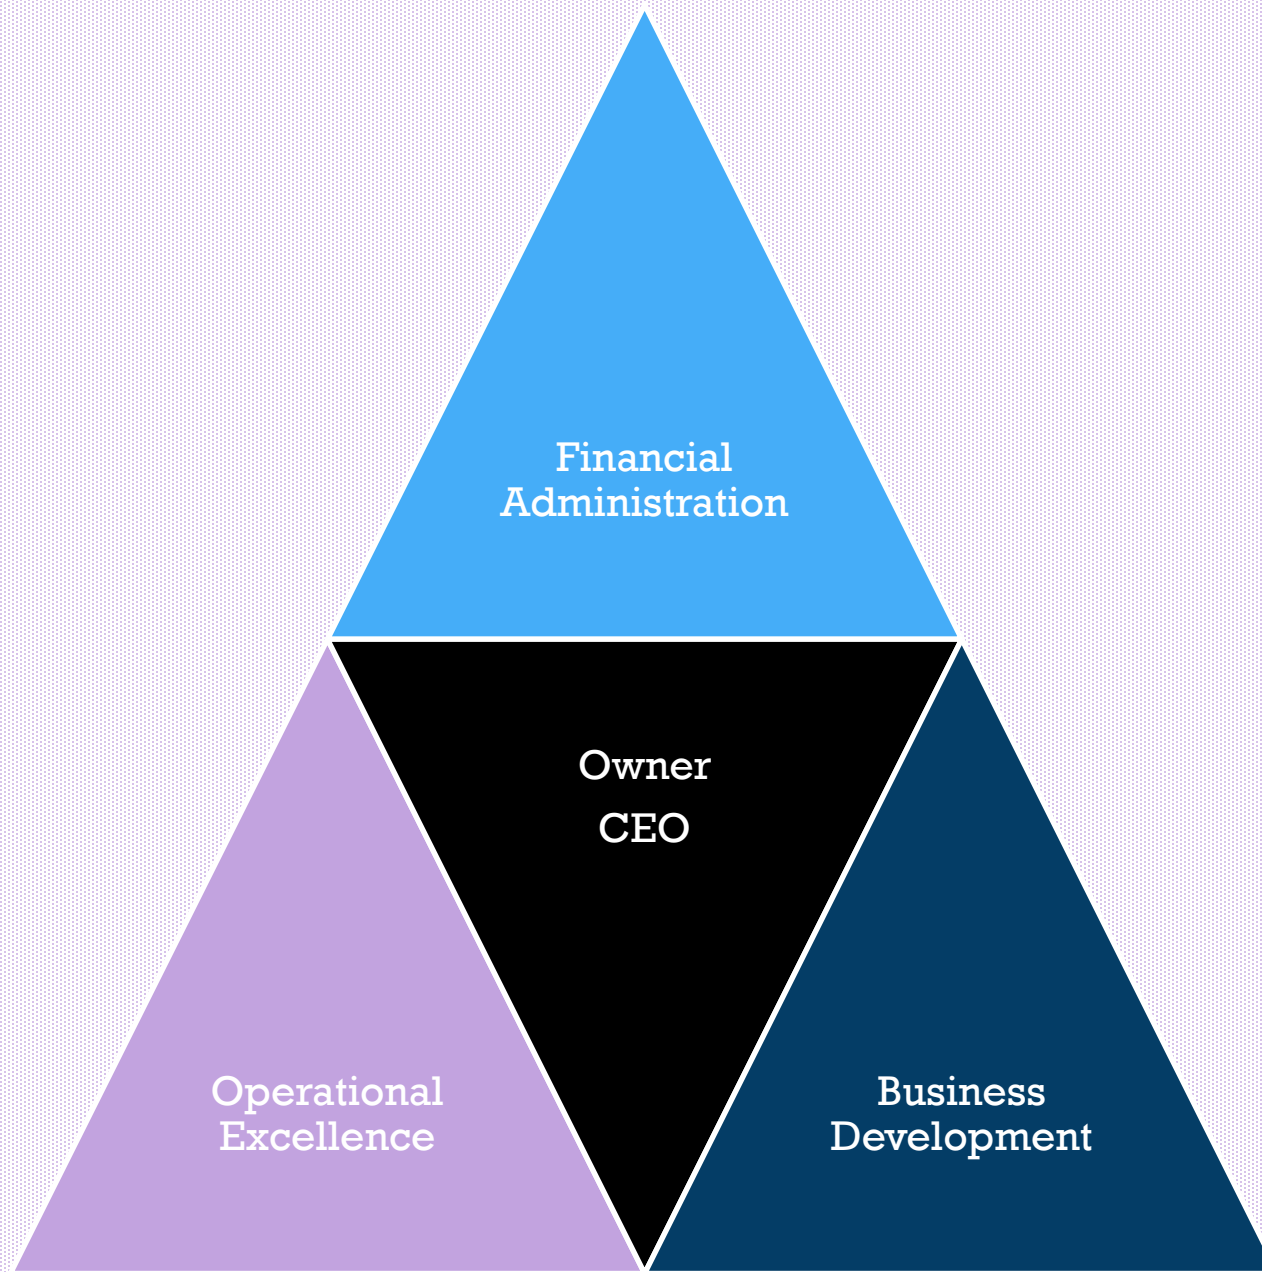 Financial
Administration
Owner
CEO
Operational
Excellence
Business
Development